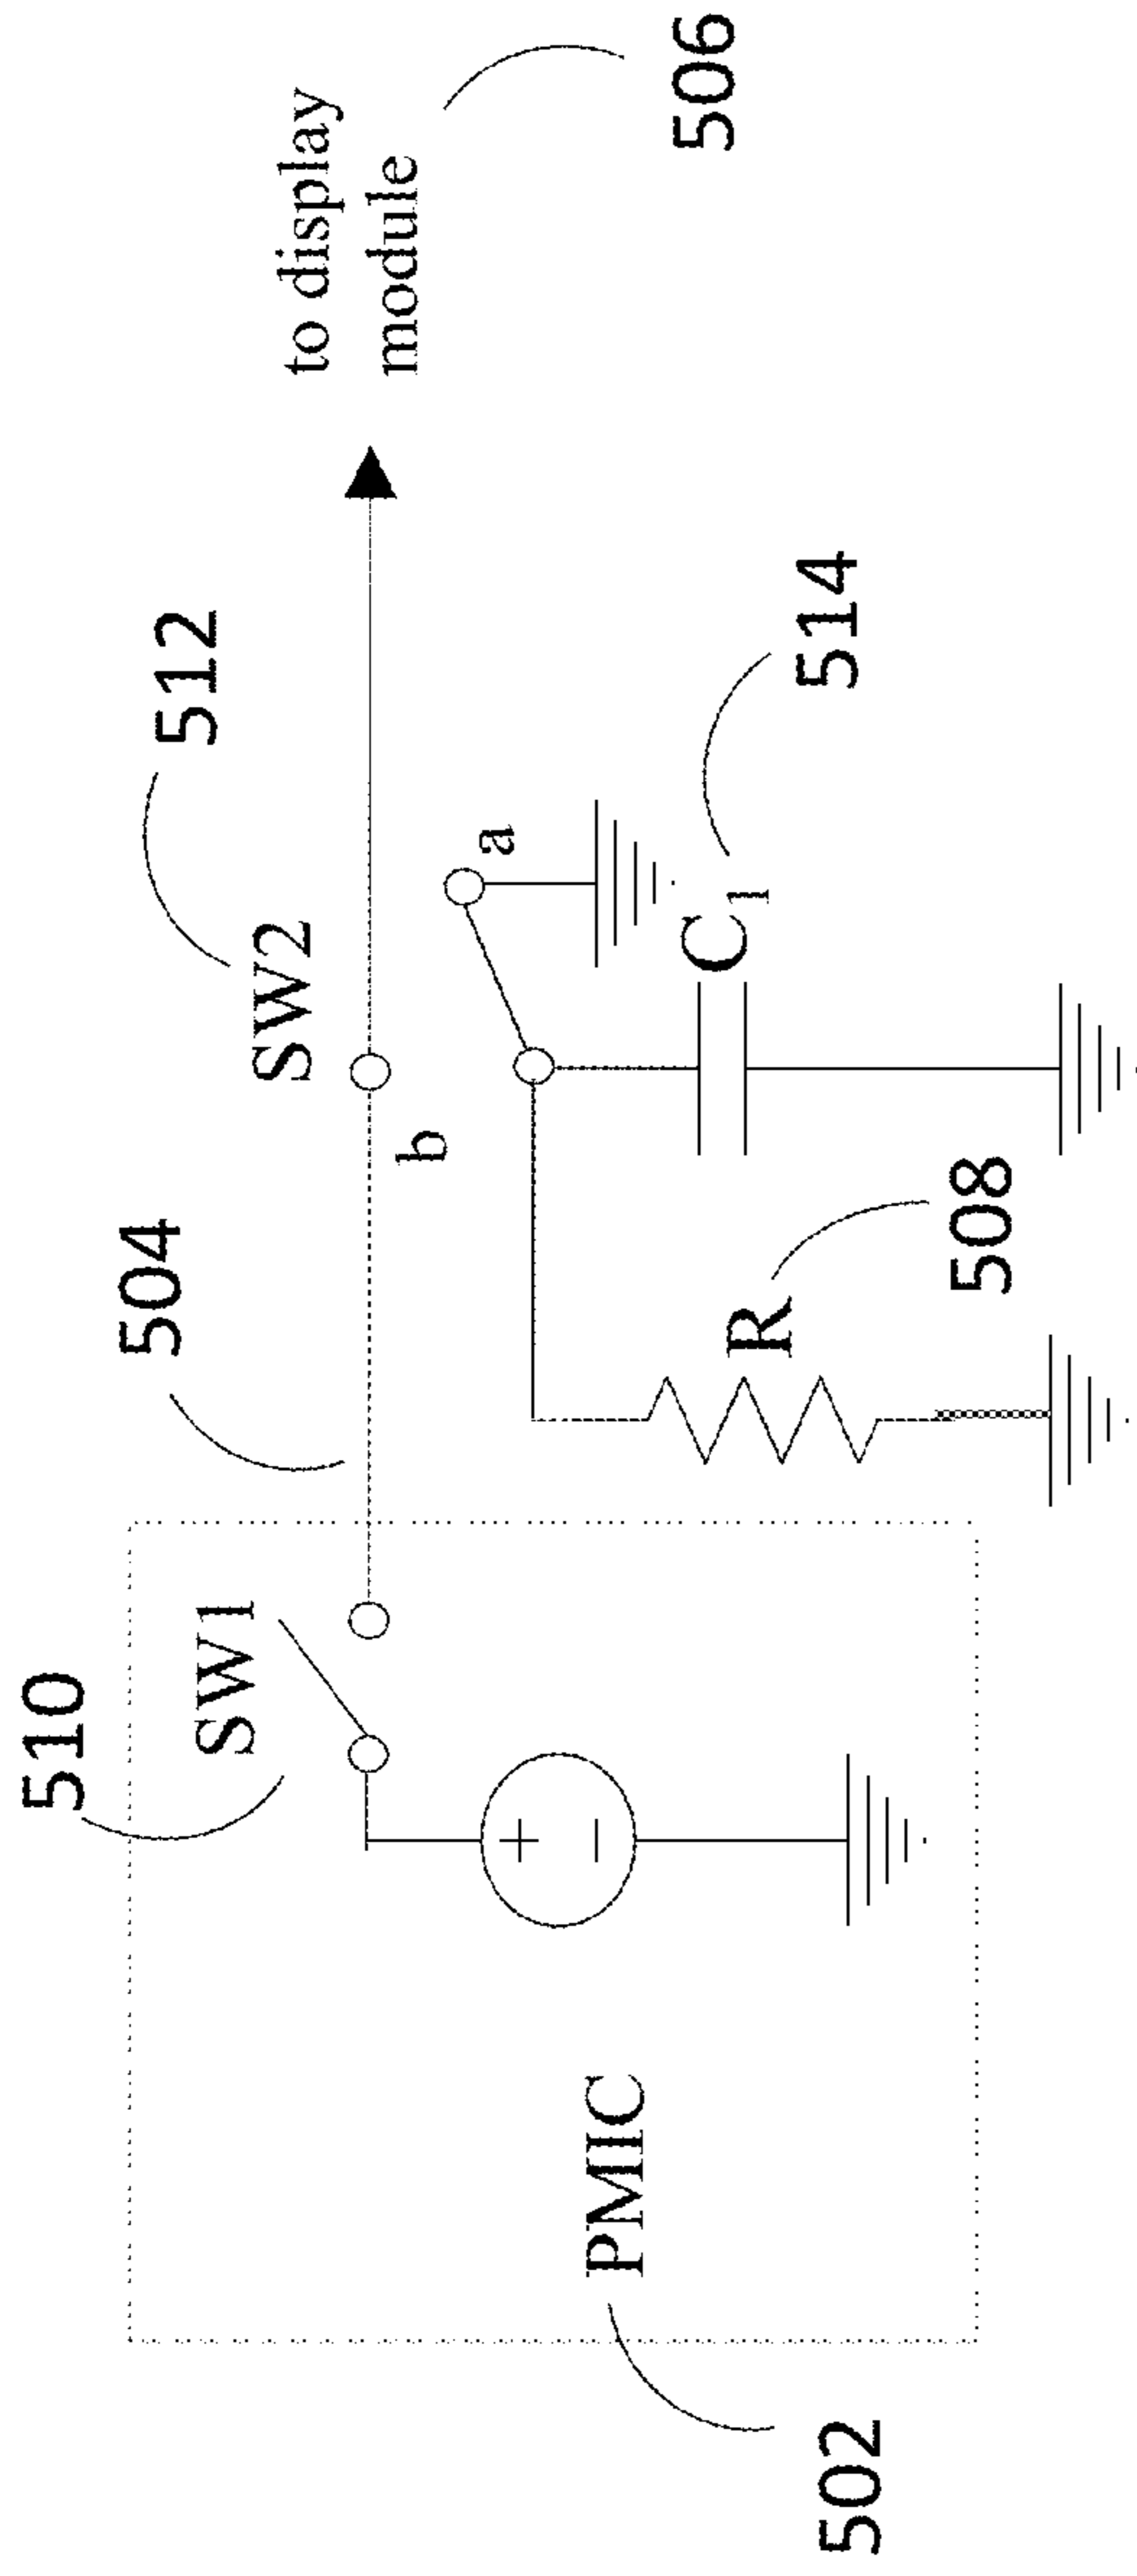 510
SW1
504
SW2
512
to display
module
506
b
a
+
−
PMIC
502
R
508
C1
514